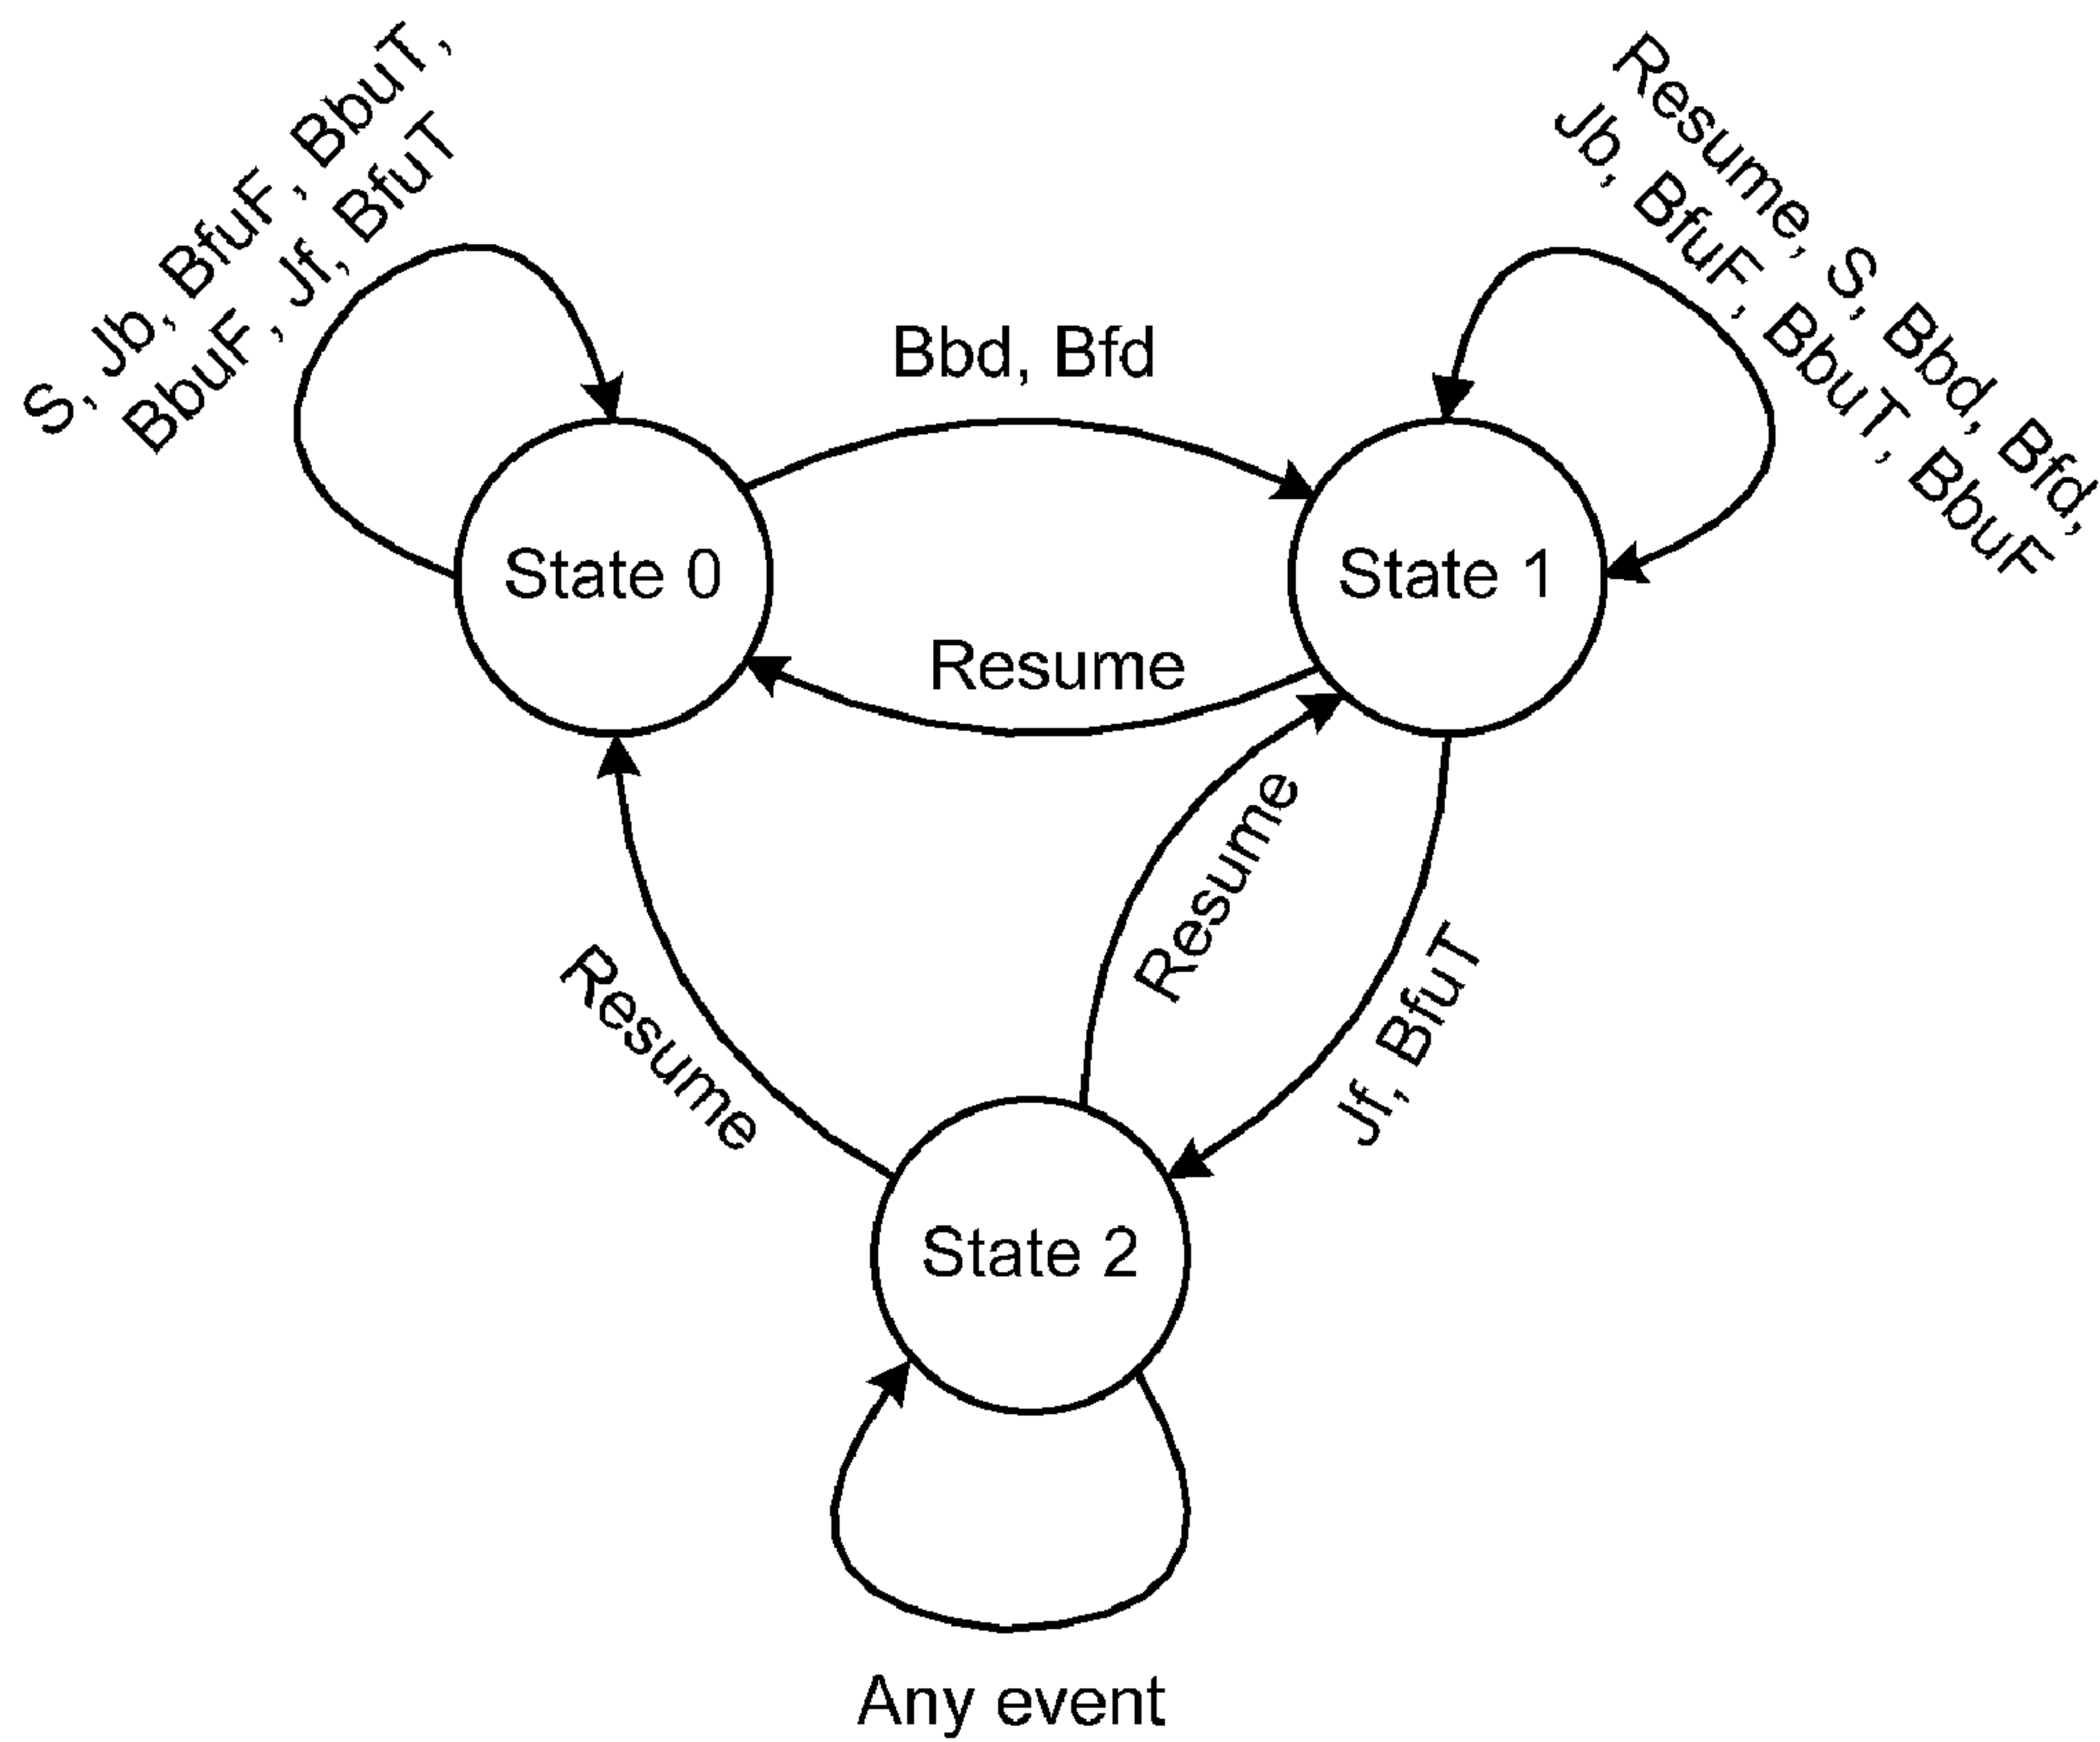 S, Jb, BfuF, BbuT,
BbuF, Jf, BfuT
Resume, S, Bbd, Bfd,
Jb, BfuF, BbuT, BbuF
Bbd, Bfd
State 0
State 1
Resume
Resume
Resume
Jf, BfuT
State 2
Any event